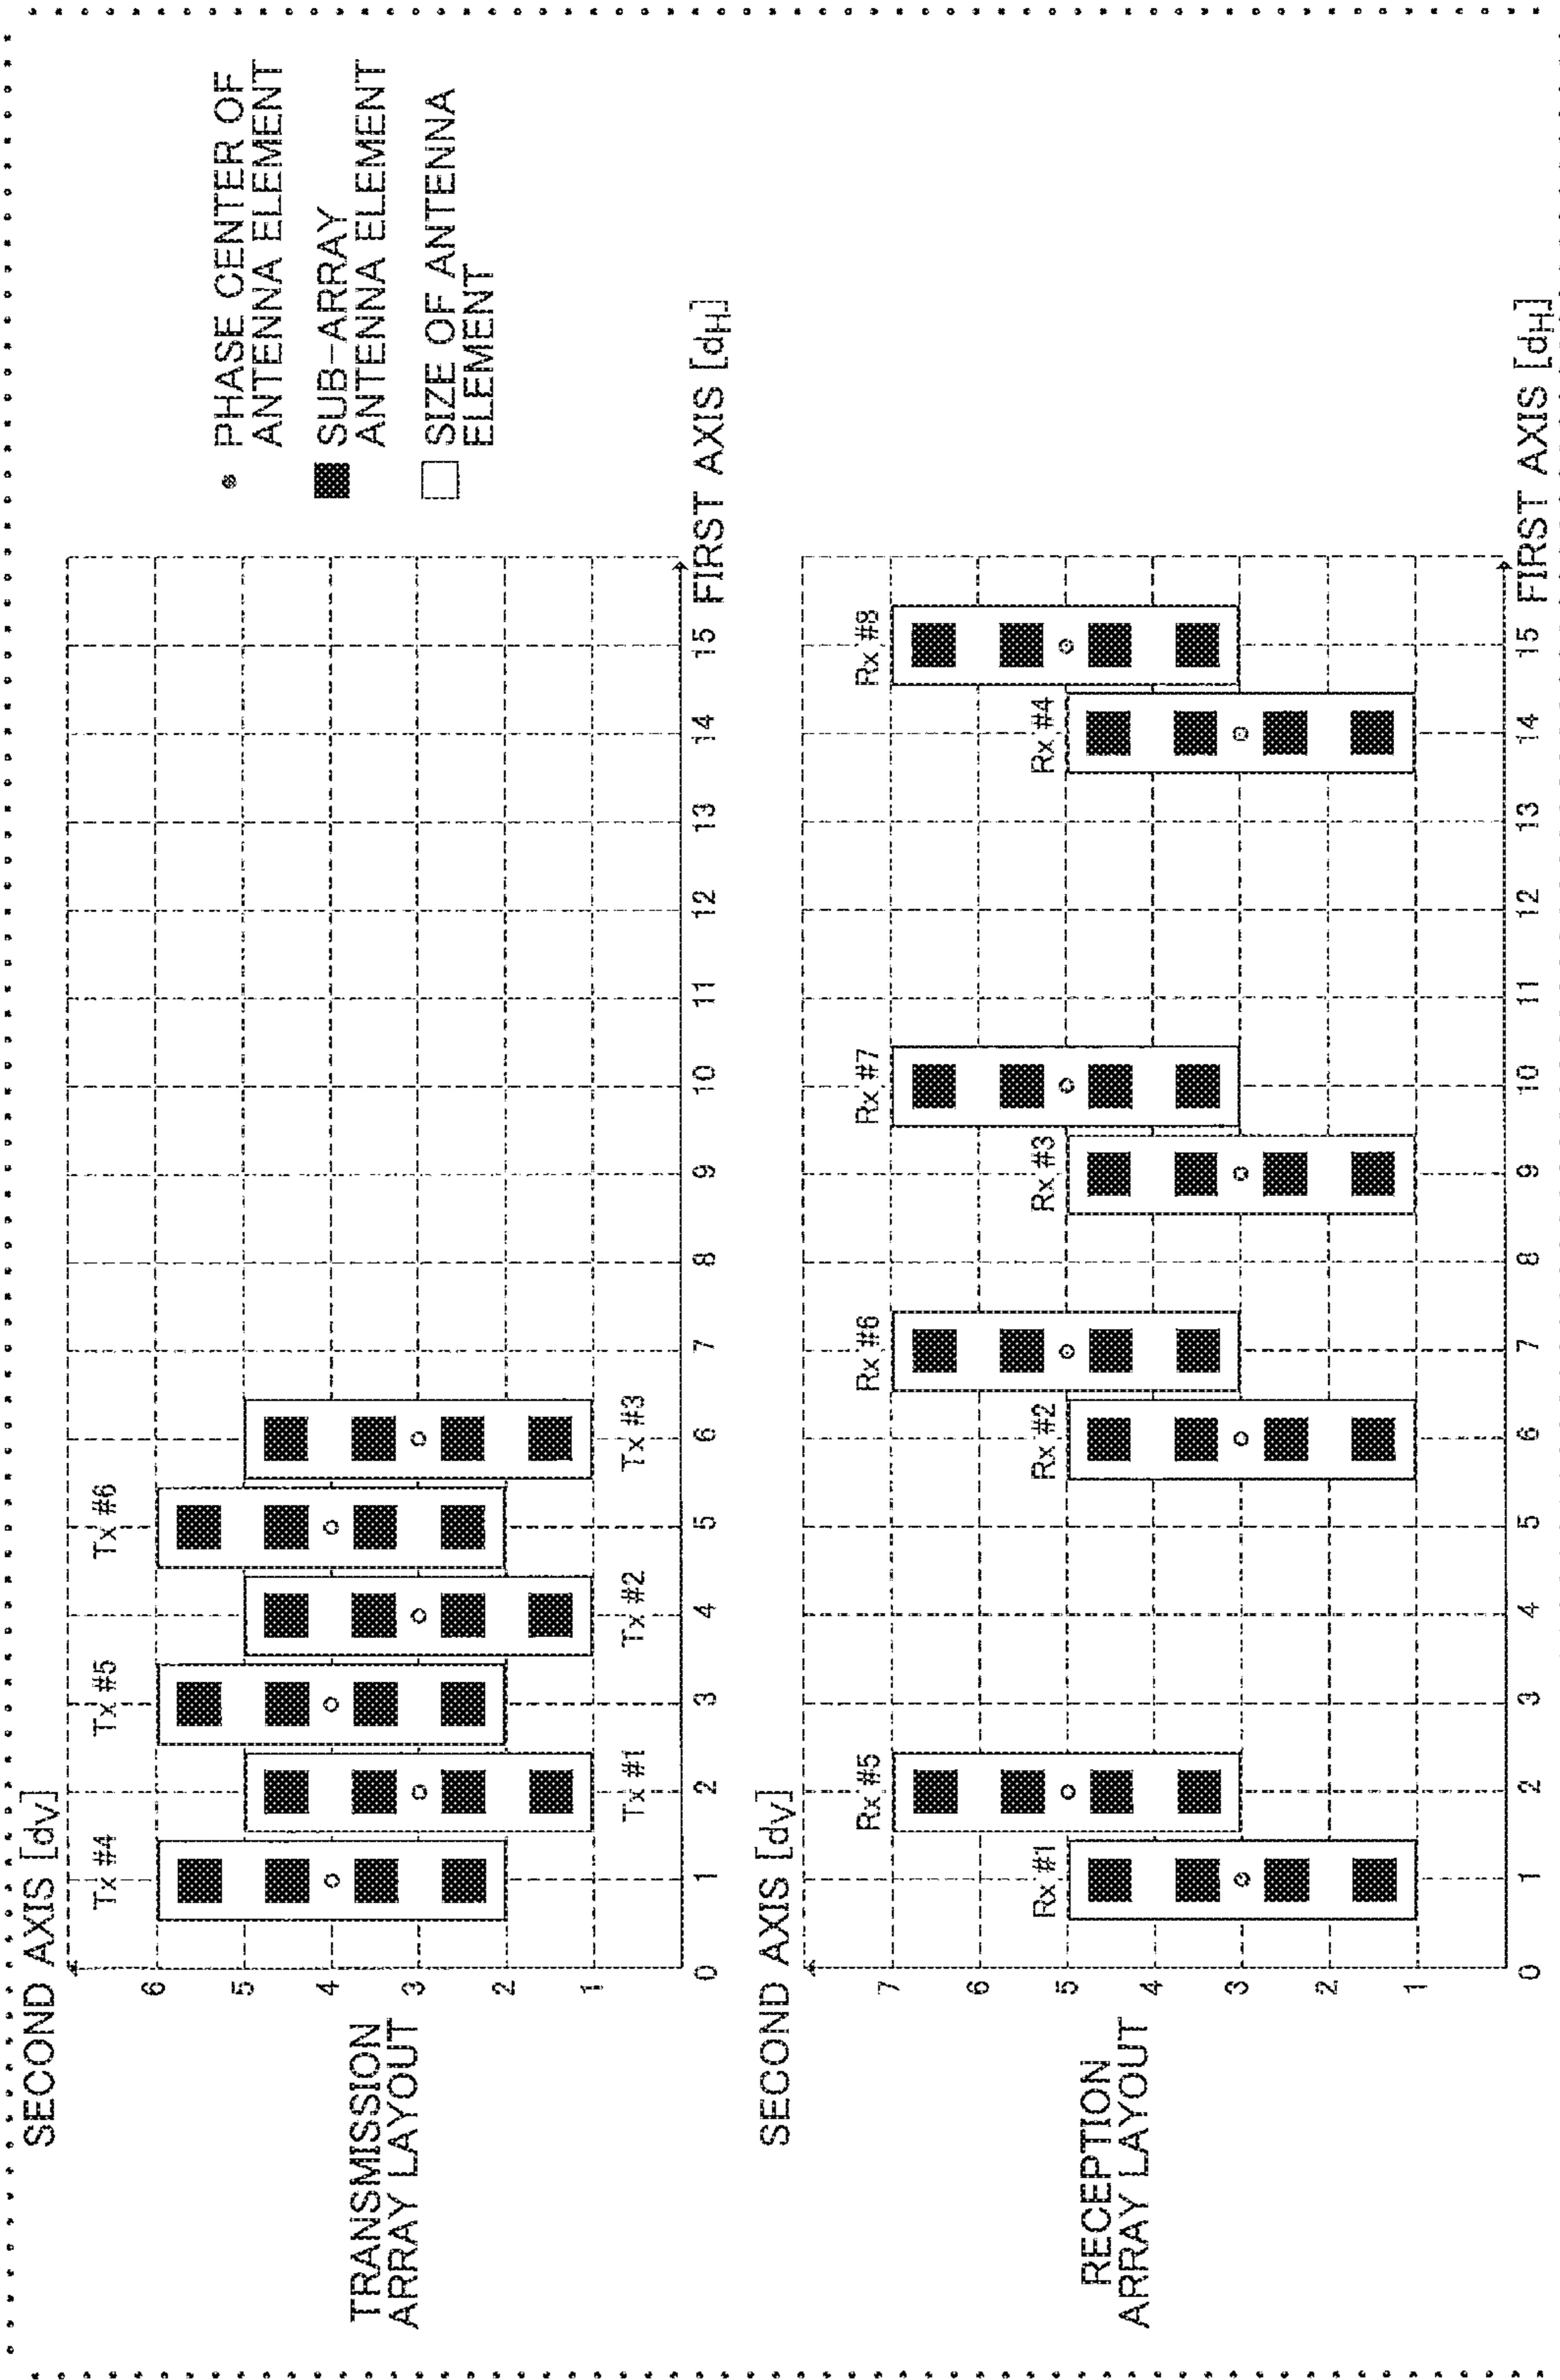 SECOND AXIS [dV]
TRANSMISSION
ARRAY LAYOUT
6
5
4
3
2
1
Tx #4
Tx #5
Tx #6
Tx #1
Tx #2
Tx #3
0 1 2 3 4 5 6 7 8 9 10 11 12 13 14 15 FIRST AXIS [dH]
PHASE CENTER OF
ANTENNA ELEMENT
SUB-ARRAY
ANTENNA ELEMENT
SIZE OF ANTENNA
ELEMENT
SECOND AXIS [dV]
RECEPTION
ARRAY LAYOUT
7
6
5
4
3
2
1
Rx #5
Rx #6
Rx #7
Rx #8
Rx #1
Rx #2
Rx #3
Rx #4
0 1 2 3 4 5 6 7 8 9 10 11 12 13 14 15 FIRST AXIS [dH]